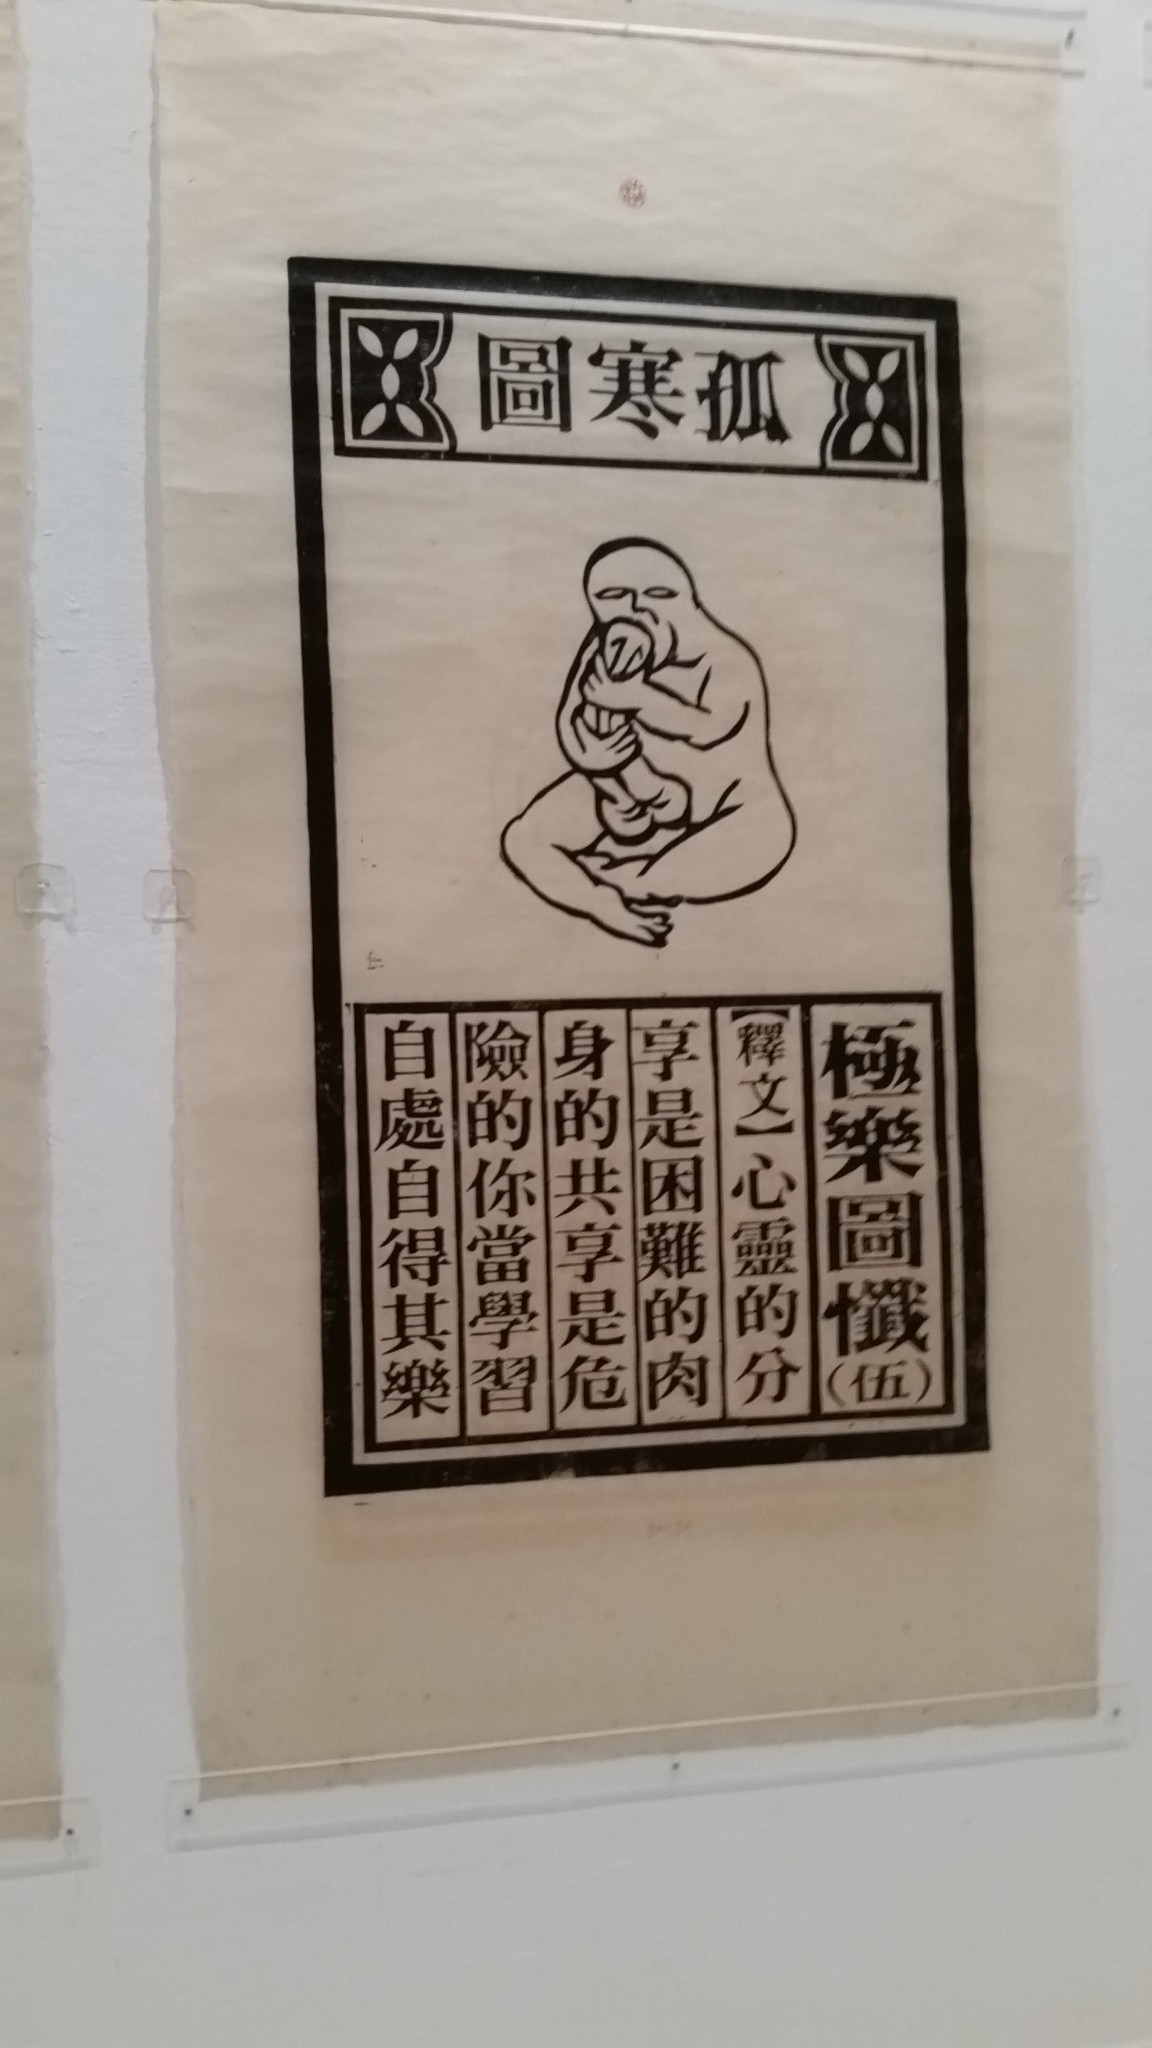 孤寒圖
極樂圖懺(伍)
【釋文】心靈的分
享是困難的肉
身的共享是危
險的你當學習
自處自得其樂